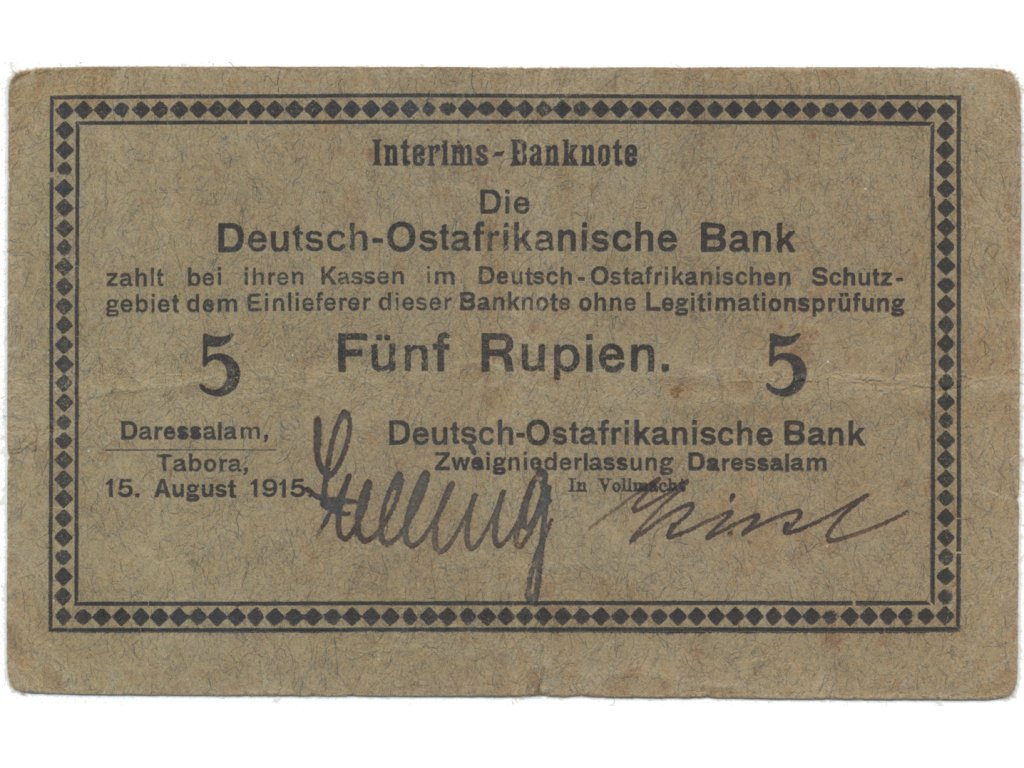 Interims-Banknote
Die
Deutsch-Ostafrikanische Bank
zahlt bei ihren Kassen im Deutsch-Ostafrikanischen Schutz-
gebiet dem Einlieferer dieser Banknote ohne Legitimationsprüfung
5 Fünf Rupien. 5
Daressalam,
Tabora,
15. August 1915.
Deutsch-Ostafrikanische Bank
Zweigniederlassung Daressalam
In Vollmacht